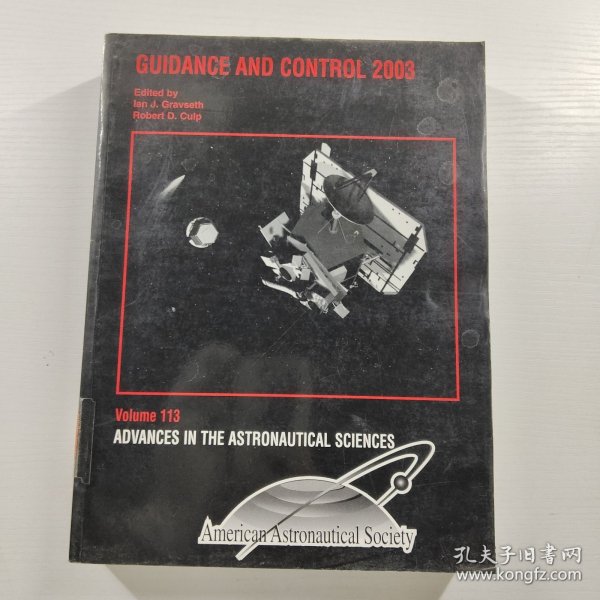 GUIDANCE AND CONTROL 2003
Edited by
Ian J. Gravseth
Robert D. Culp
Volume 113
ADVANCES IN THE ASTRONAUTICAL SCIENCES
American Astronautical Society
孔夫子旧书网
www.kongfz.com